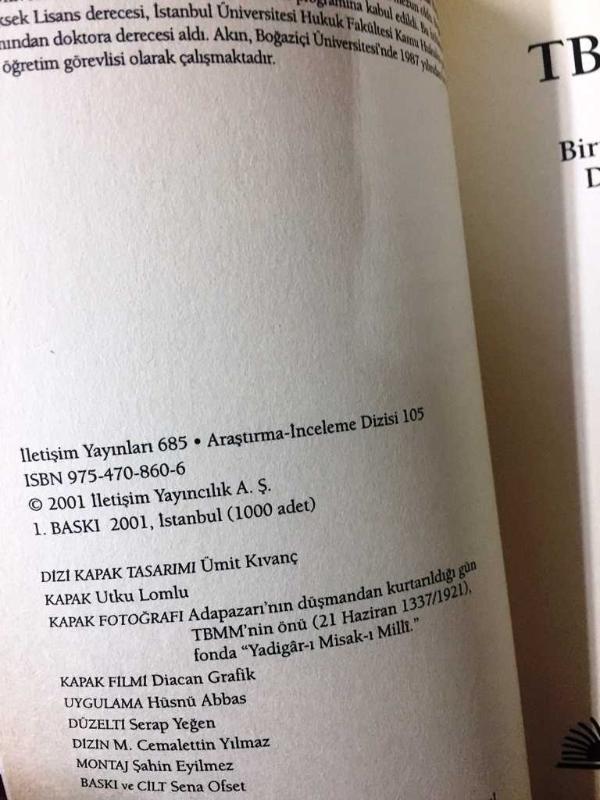 programına kabul edildi. Bu
ksek Lisans derecesi, İstanbul Üniversitesi Hukuk Fakültesi Kamu
nından doktora derecesi aldı. Akın, Boğaziçi Üniversitesi'nde 1987
öğretim görevlisi olarak çalışmaktadır.
İletişim Yayınları 685 • Araştırma-İnceleme Dizisi 105
ISBN 975-470-860-6
© 2001 İletişim Yayıncılık A. Ş.
1. BASKI 2001, İstanbul (1000 adet)
DİZİ KAPAK TASARIMI Ümit Kıvanç
KAPAK Utku Lomlu
KAPAK FOTOĞRAFI Adapazarı'nın düşmandan kurtarıldığı gün
TBMM'nin önü (21 Haziran 1337/1921),
fonda “Yadigâr-ı Misak-ı Millî.”
KAPAK FİLMİ Diacan Grafik
UYGULAMA Hüsnü Abbas
DÜZELTİ Serap Yeğen
DİZİN M. Cemalettin Yılmaz
MONTAJ Şahin Eyilmez
BASKI ve CİLT Sena Ofset
TB
Bir
D